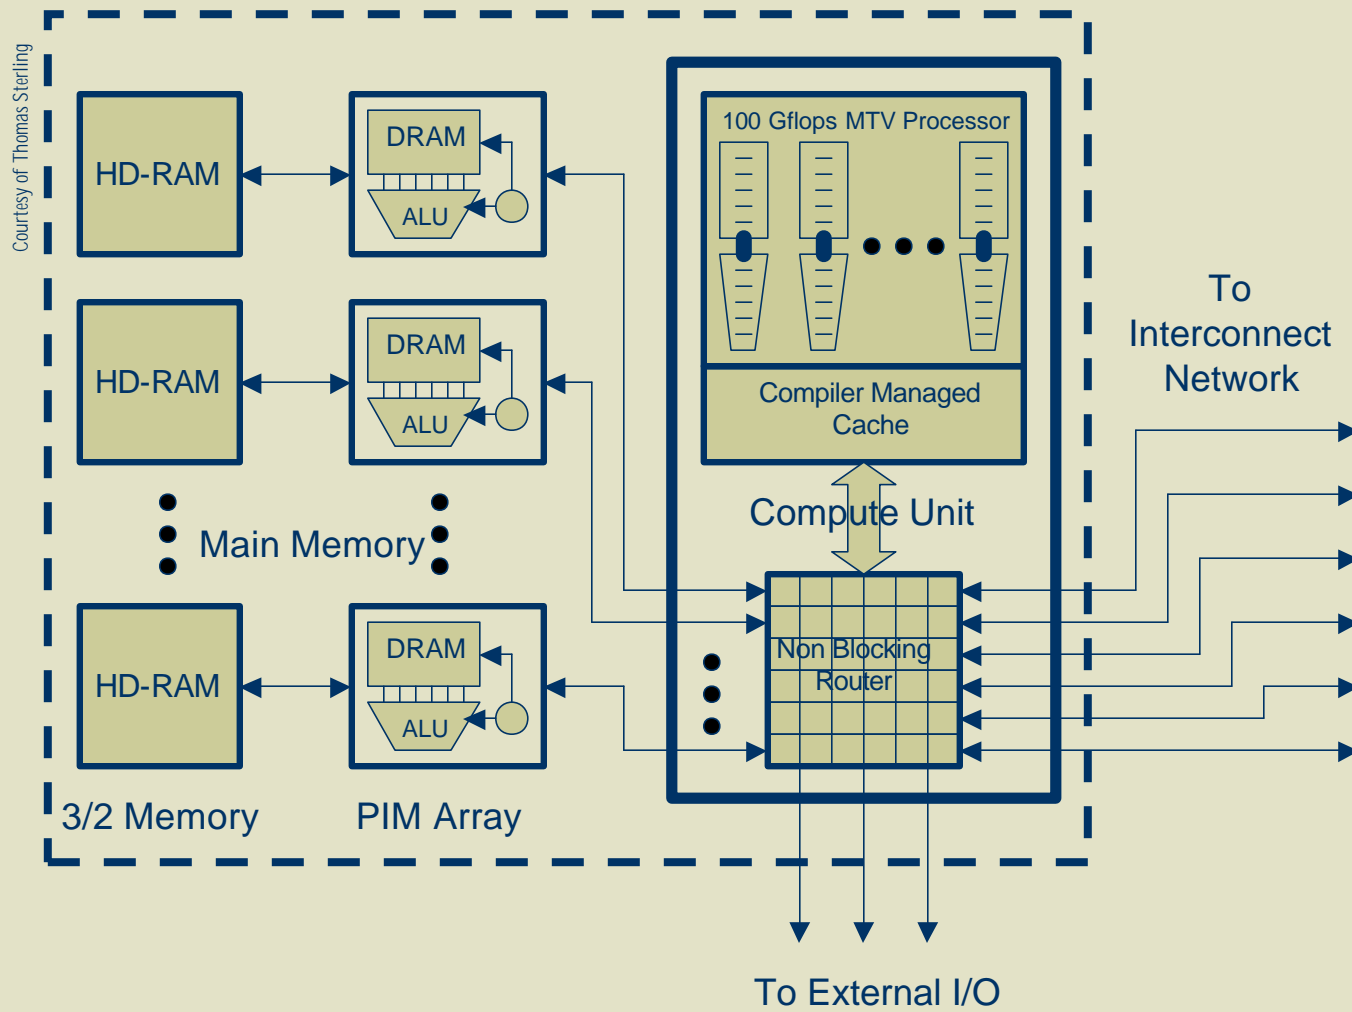 Courtesy of Thomas Sterling
HD-RAM
DRAM
ALU
100 Gflops MTV Processor
HD-RAM
DRAM
ALU
Compiler Managed
Cache
To
Interconnect
Network
Main Memory
Compute Unit
HD-RAM
DRAM
ALU
Non Blocking
Router
3/2 Memory
PIM Array
To External I/O